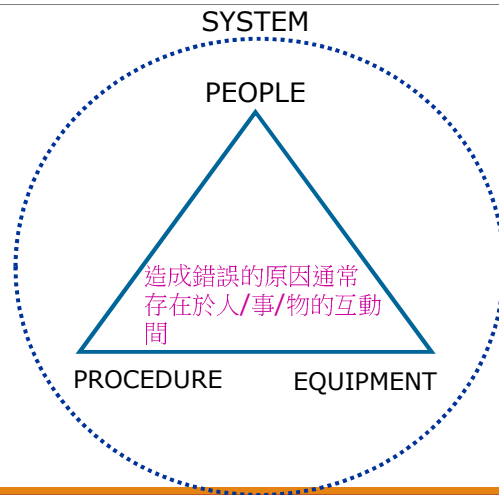 SYSTEM
PEOPLE
造成錯誤的原因通常
存在於人/事/物的互動
間
PROCEDURE
EQUIPMENT